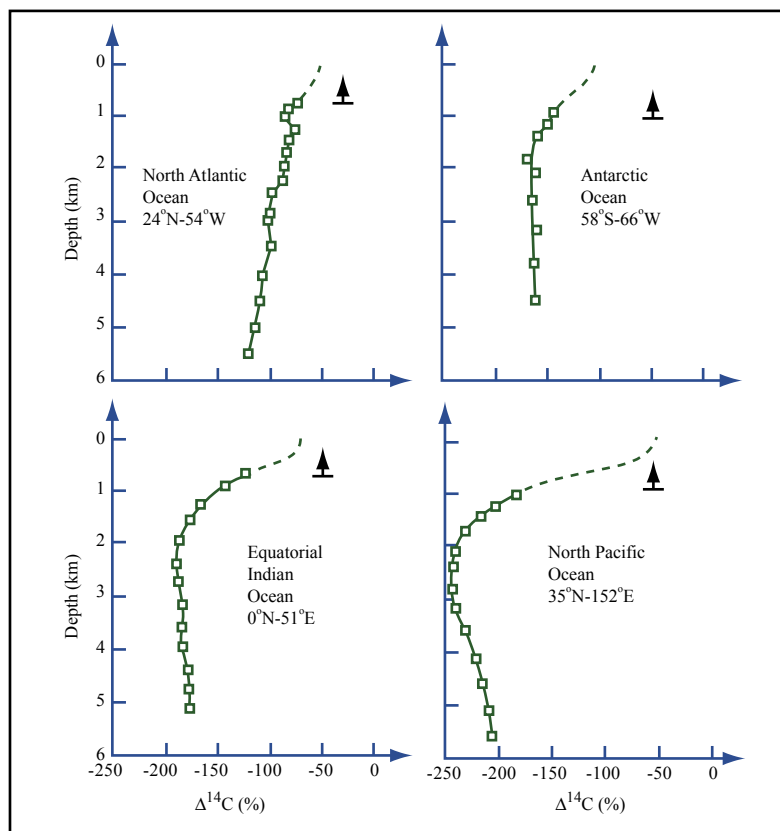 0
1
2
3
4
5
6
Depth (km)
North Atlantic
Ocean
24°N-54°W
Antarctic
Ocean
58°S-66°W
0
1
2
3
4
5
6
Depth (km)
Equatorial
Indian
Ocean
0°N-51°E
North Pacific
Ocean
35°N-152°E
-250 -200 -150 -100 -50 0
-250 -200 -150 -100 -50 0
Δ¹⁴C (%)
Δ¹⁴C (%)